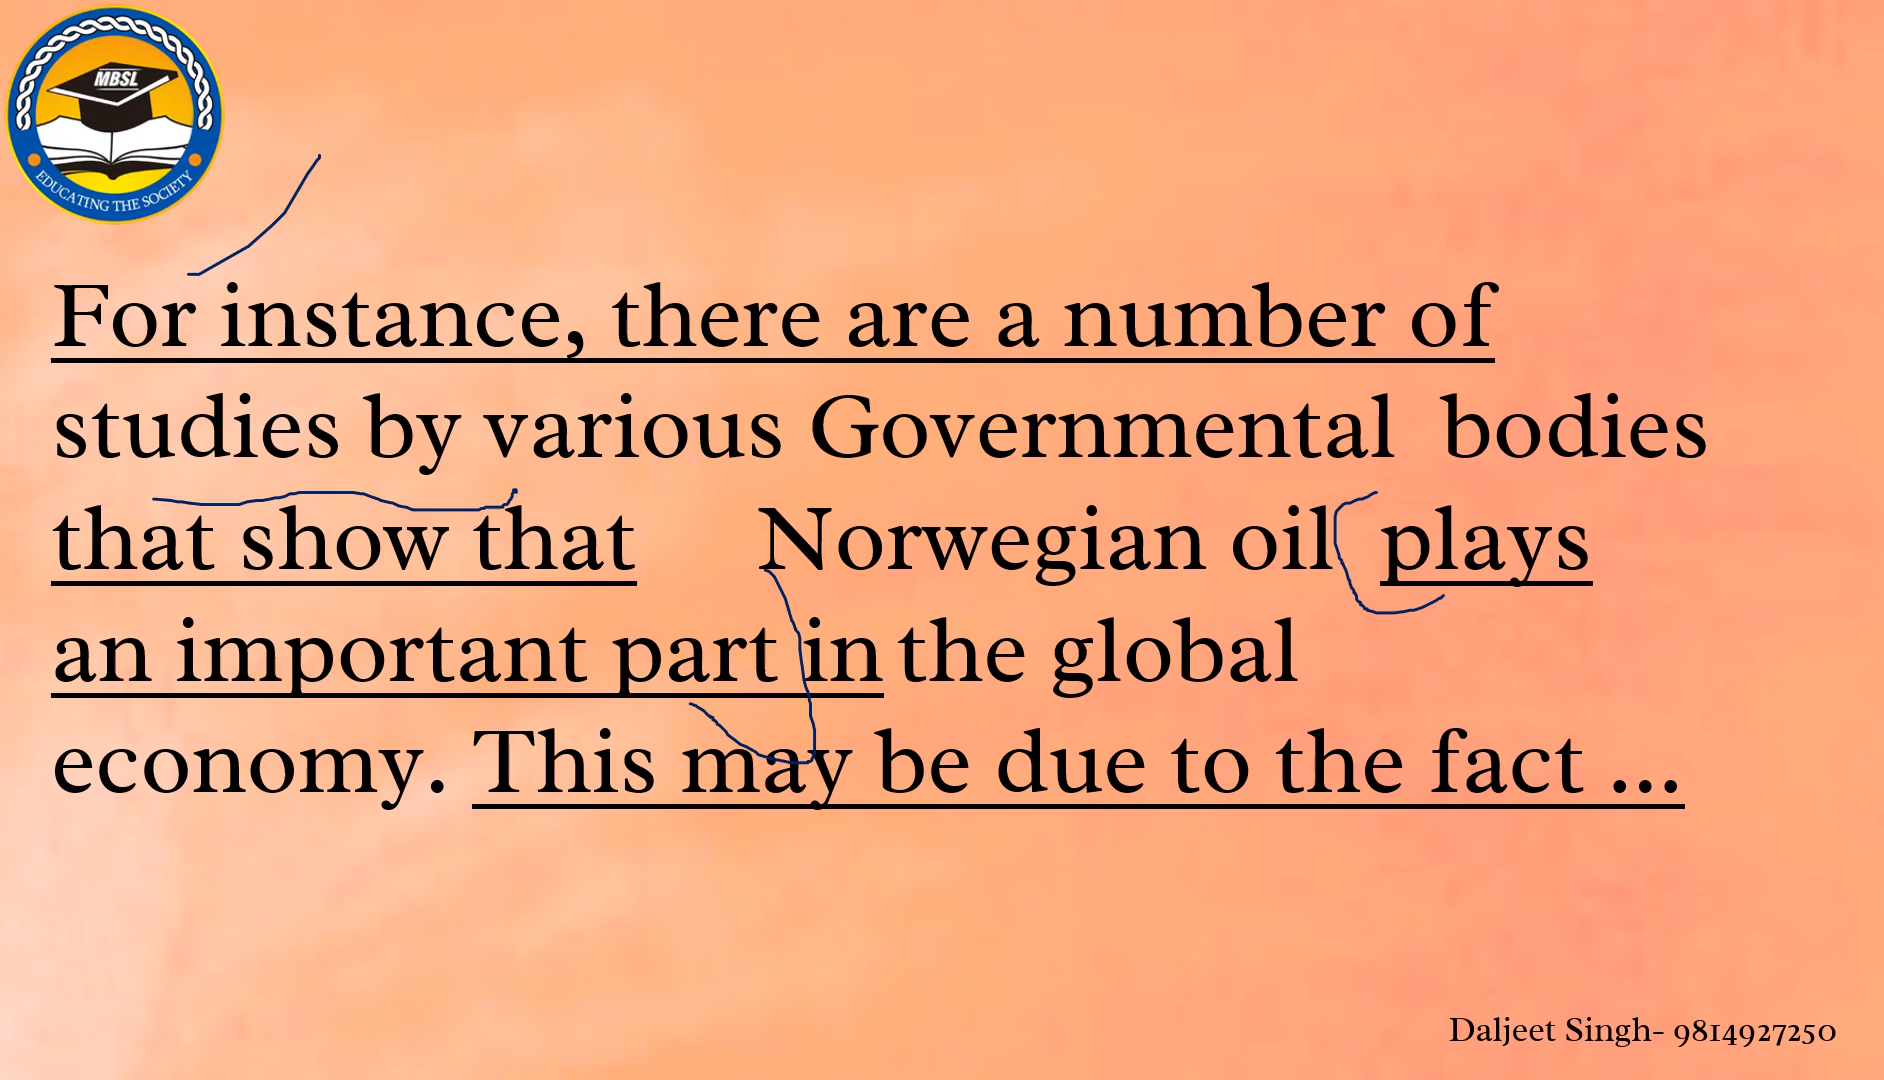 MBSL
EDUCATING THE SOCIETY
For instance, there are a number of
studies by various Governmental bodies
that show that Norwegian oil plays
an important part in the global
economy. This may be due to the fact ...
Daljeet Singh- 9814927250